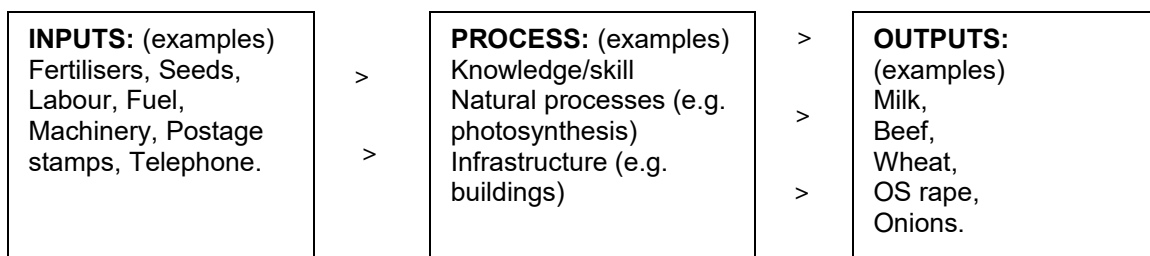 INPUTS: (examples)
Fertilisers, Seeds,
Labour, Fuel,
Machinery, Postage
stamps, Telephone.
>
>
PROCESS: (examples)
Knowledge/skill
Natural processes (e.g.
photosynthesis)
Infrastructure (e.g.
buildings)
>
>
>
OUTPUTS:
(examples)
Milk,
Beef,
Wheat,
OS rape,
Onions.